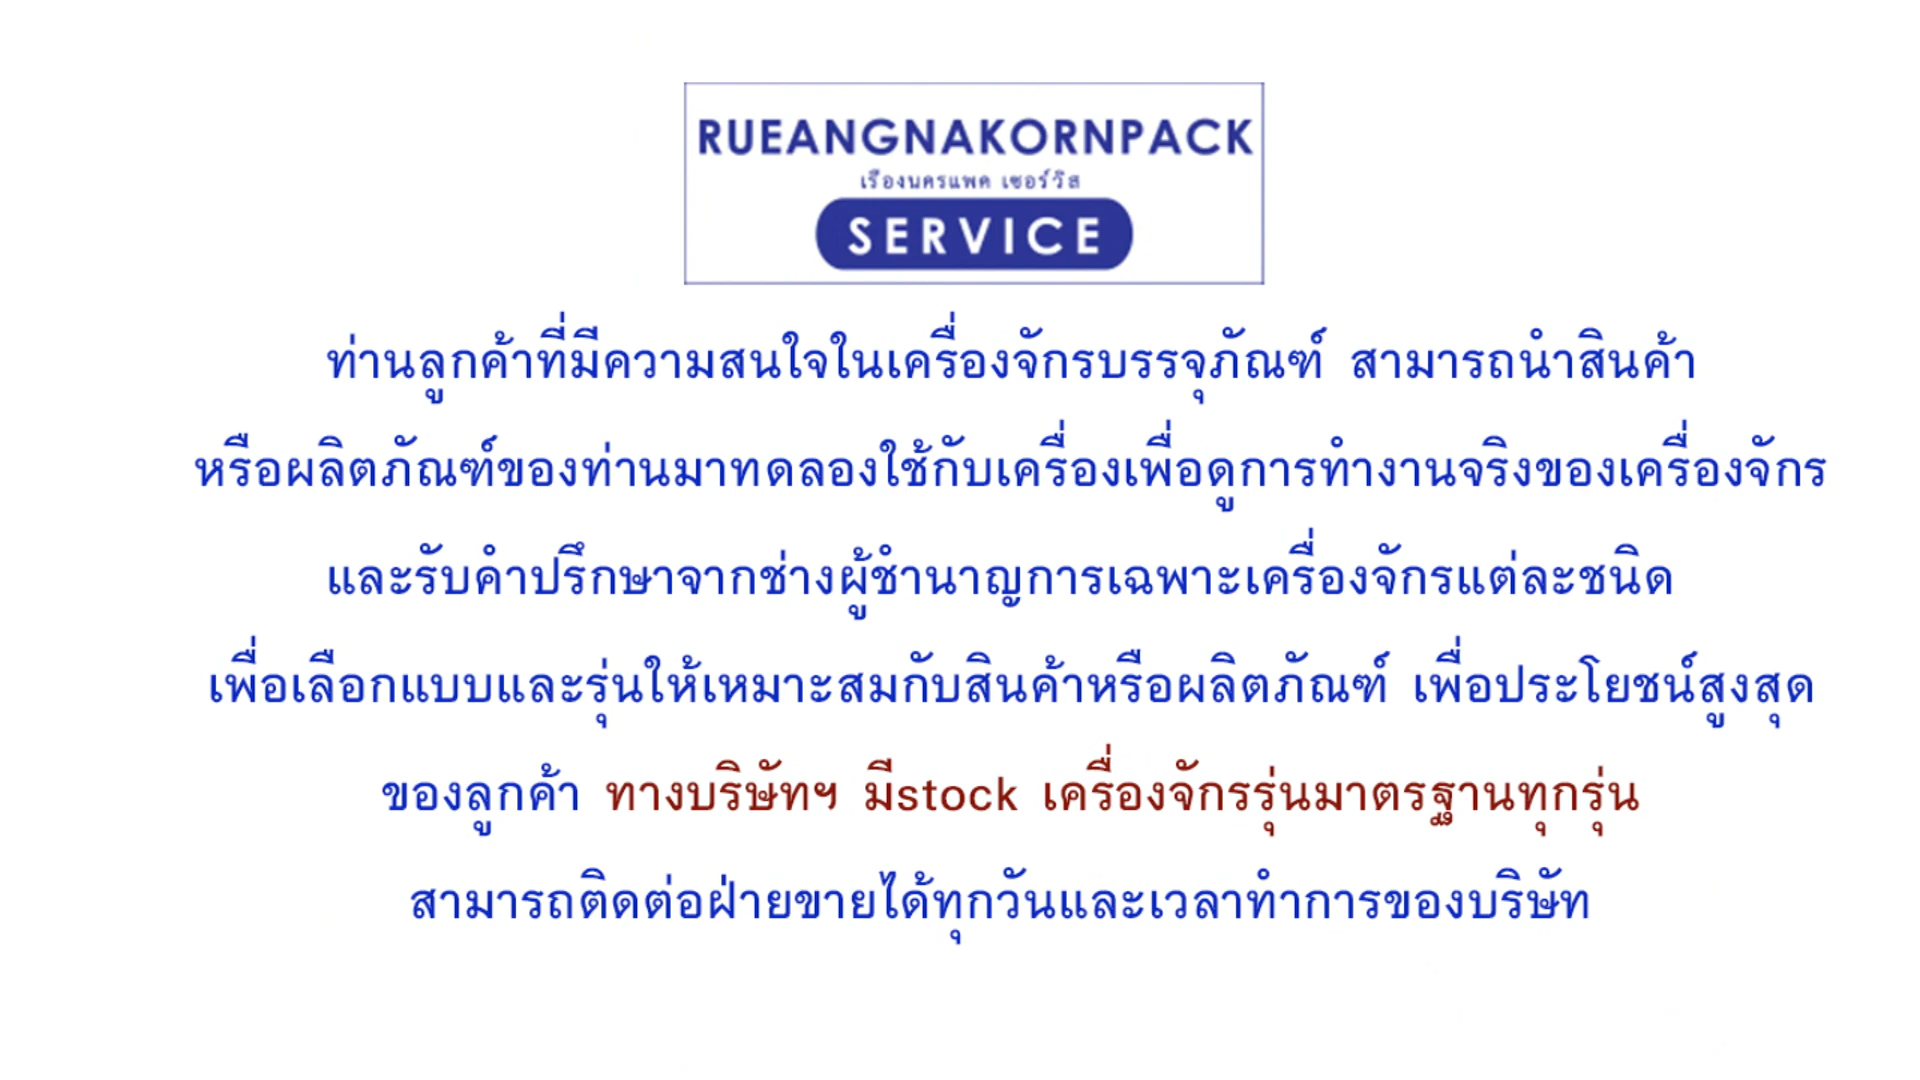 RUEANGNAKORNPACK
เรืองนครแพค เซอร์วิส
SERVICE
ท่านลูกค้าที่มีความสนใจในเครื่องจักรบรรจุภัณฑ์ สามารถนำสินค้า
หรือผลิตภัณฑ์ของท่านมาทดลองใช้กับเครื่องเพื่อดูการทำงานจริงของเครื่องจักร
และรับคำปรึกษาจากช่างผู้ชำนาญการเฉพาะเครื่องจักรแต่ละชนิด
เพื่อเลือกแบบและรุ่นให้เหมาะสมกับสินค้าหรือผลิตภัณฑ์ เพื่อประโยชน์สูงสุด
ของลูกค้า ทางบริษัทฯ มีstock เครื่องจักรรุ่นมาตรฐานทุกรุ่น
สามารถติดต่อฝ่ายขายได้ทุกวันและเวลาทำการของบริษัท